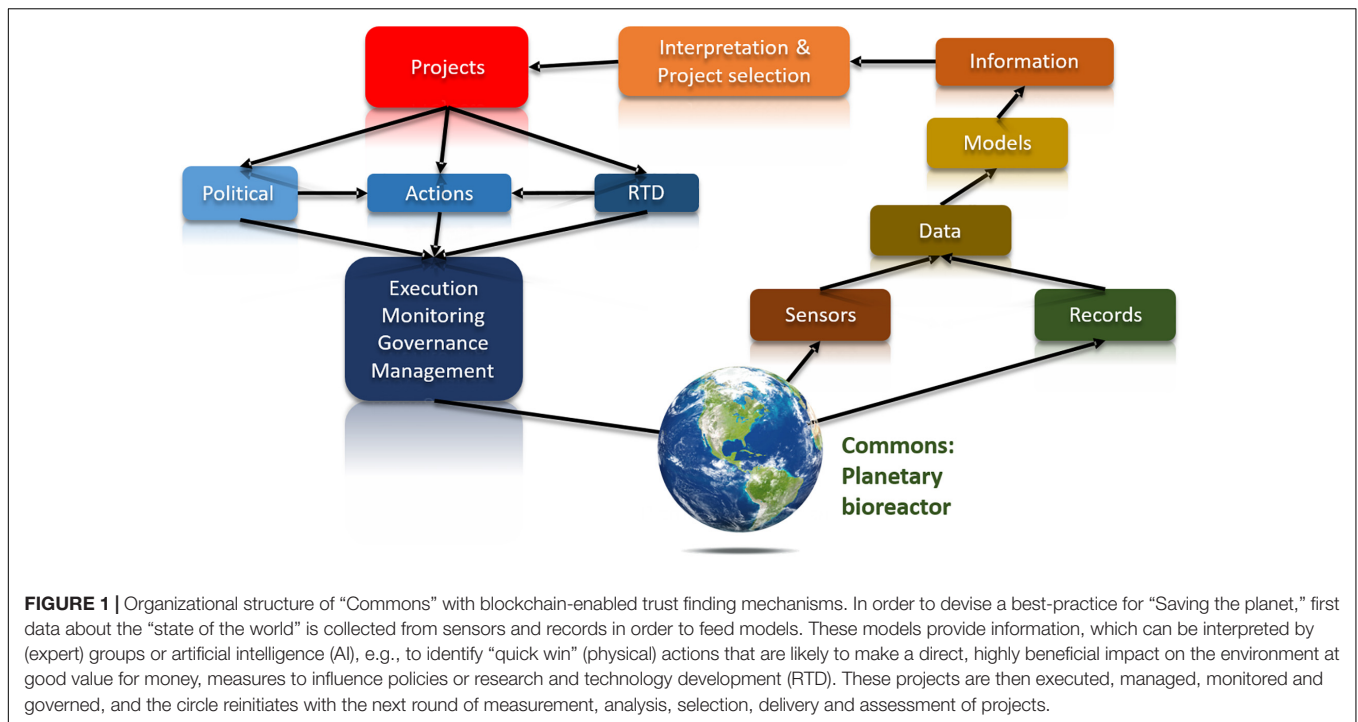 Projects
Interpretation &
Project selection
Information
Models
Political
Actions
RTD
Data
Execution
Monitoring
Governance
Management
Sensors
Records
Commons:
Planetary
bioreactor
FIGURE 1 | Organizational structure of “Commons” with blockchain-enabled trust finding mechanisms. In order to devise a best-practice for “Saving the planet,” first
data about the “state of the world” is collected from sensors and records in order to feed models. These models provide information, which can be interpreted by
(expert) groups or artificial intelligence (AI), e.g., to identify “quick win” (physical) actions that are likely to make a direct, highly beneficial impact on the environment at
good value for money, measures to influence policies or research and technology development (RTD). These projects are then executed, managed, monitored and
governed, and the circle reinitiates with the next round of measurement, analysis, selection, delivery and assessment of projects.